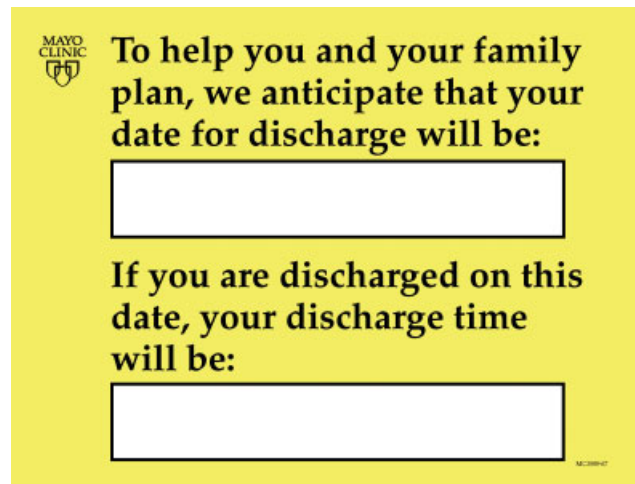 MAYO
CLINIC
To help you and your family
plan, we anticipate that your
date for discharge will be:
If you are discharged on this
date, your discharge time
will be: